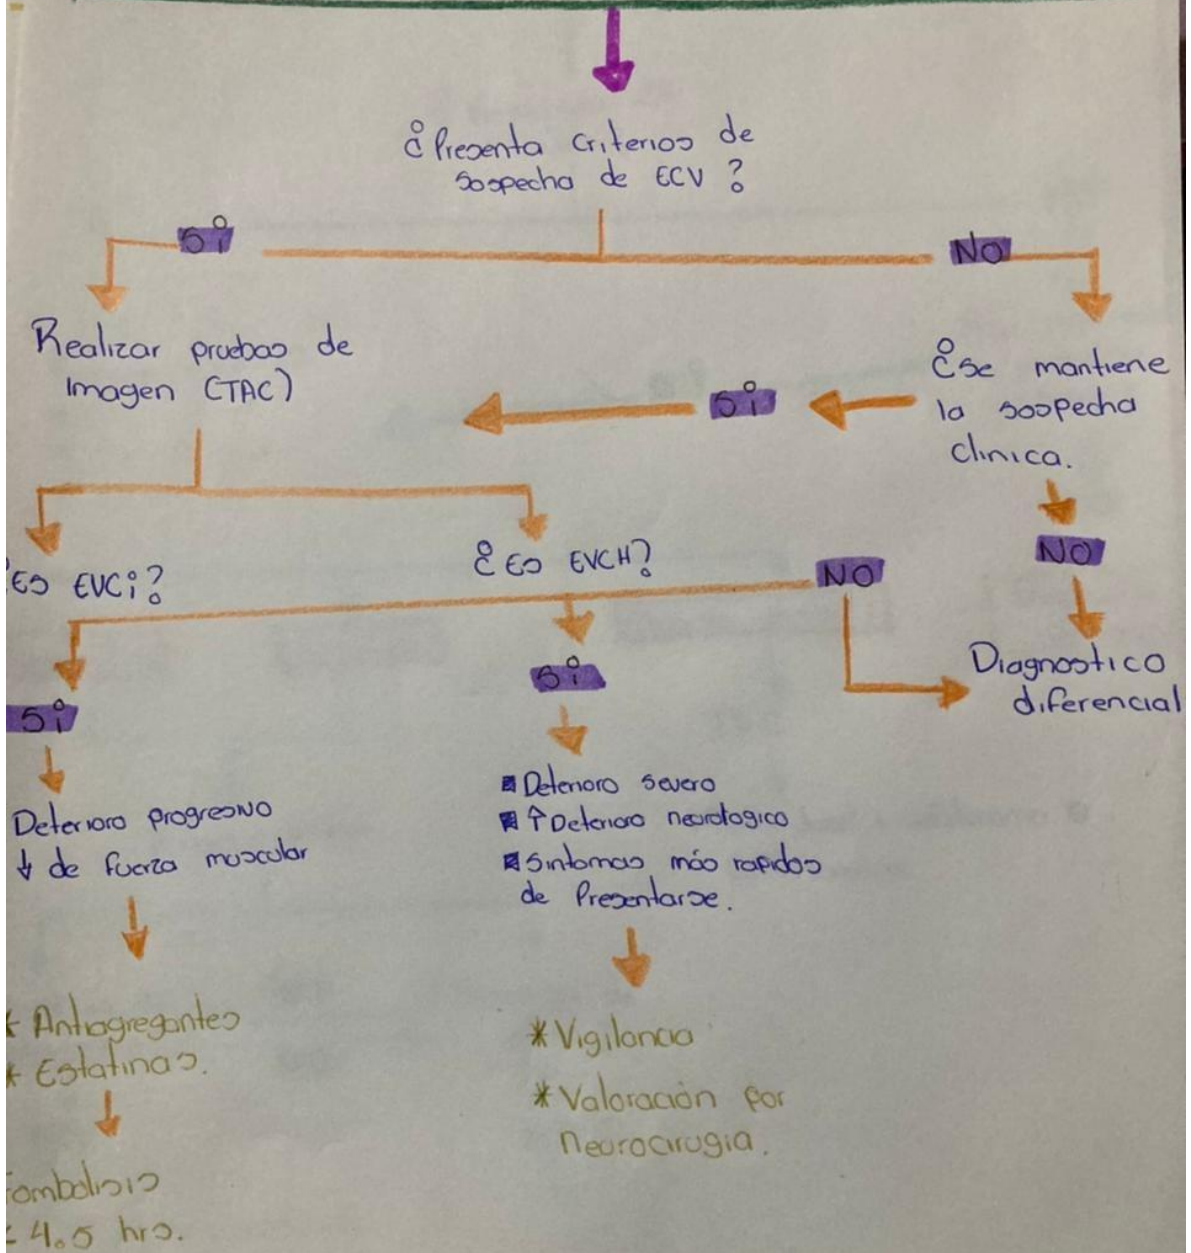 ¿Presenta criterios de
sospecha de ECV?
Sí
NO
Realizar pruebas de
Imagen (TAC)
¿Se mantiene
la sospecha
clinica.
Sí
¿Es EVCH?
Es EVCi?
NO
NO
Sí
Sí
Diagnostico
diferencial
Deterioro progresivo
↓ de fuerza muscular
Deterioro severo
↑ Deterioro neurologico
Sintomas más rapidos
de Presentarse.
* Antiagregantes
* Estatinas.
* Vigilancia
* Valoración por
neurocirugia.
ombolisis
4.5 hrs.